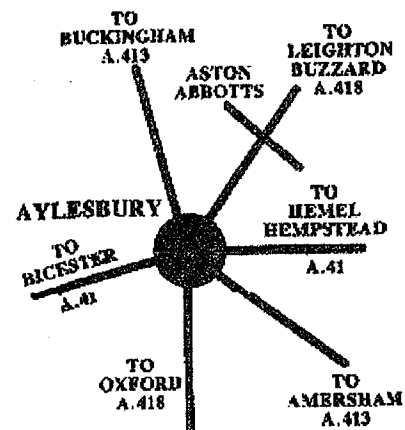 TO
BUCKINGHAM
A.413
TO
LEIGHTON
BUZZARD
A.418
ASTON
ABBOTTS
AYLESBURY
TO
HEMEL
HEMPSTEAD
A.41
TO
BICESTER
A.41
TO
OXFORD
A.418
TO
AMERSHAM
A.413